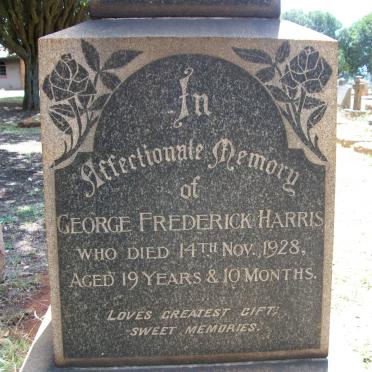 In
Affectionate Memory
of
GEORGE FREDERICK HARRIS
WHO DIED 14TH NOV. 1928,
AGED 19 YEARS & 10 MONTHS.
LOVES GREATEST GIFT,
SWEET MEMORIES.